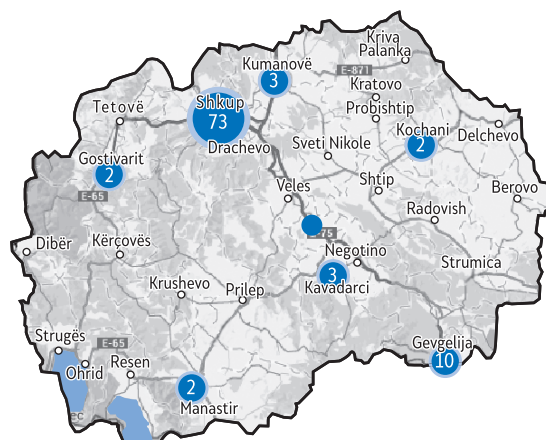 Kriva
Palanka
Kumanovë
3
E-871
Kratovo
Shkup
73
Tetovë
Probishtip
Kochani
2
Delchevo
Drachevo
Sveti Nikole
Gostivarit
2
E-65
Veles
Shtip
Berovo
Radovish
E-75
Dibër
Kërçovës
Negotino
Strumica
3
Kavadarci
Krushevo
Prilep
Strugës
E-65
Gevgelija
10
Ohrid
Resen
2
Manastir